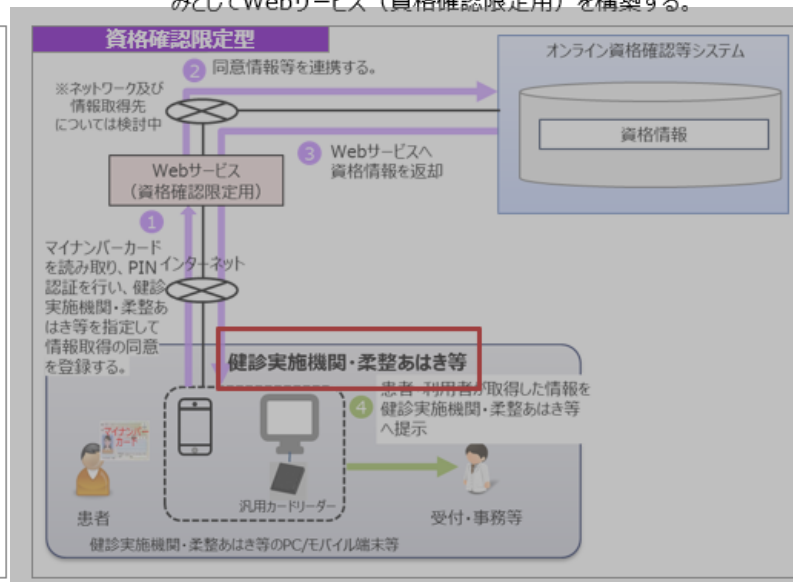 みとしてWebサービス（資格確認限定用）を構築する。
資格確認限定型
2 同意情報等を連携する。
オンライン資格確認等システム
資格情報
※ネットワーク及び
情報取得先
については検討中
3 Webサービスへ
資格情報を返却
Webサービス
（資格確認限定用）
1
マイナンバーカード
を読み取り、PIN
認証を行い、健診
実施機関・柔整あ
はき等を指定して
情報取得の同意
を登録する。
インターネット
健診実施機関・柔整あはき等
4 患者・利用者が取得した情報を
健診実施機関・柔整あはき等
へ提示
マイナンバー
カード
患者
汎用カードリーダー
受付・事務等
健診実施機関・柔整あはき等のPC/モバイル端末等